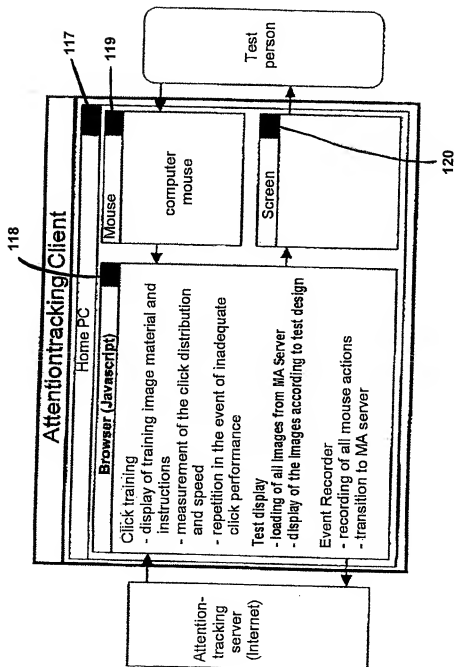 Attentiontracking Client
Home PC
117
Browser (Javascript)
118
Click training
- display of training image material and
instructions
- measurement of the click distribution
and speed
- repetition in the event of inadequate
click performance
Test display
- loading of all Images from MA Server
- display of the Images according to test design
Event Recorder
- recording of all mouse actions
- transition to MA server
Mouse
119
computer
mouse
Screen
120
Attention-
tracking
server
(Internet)
Test
person